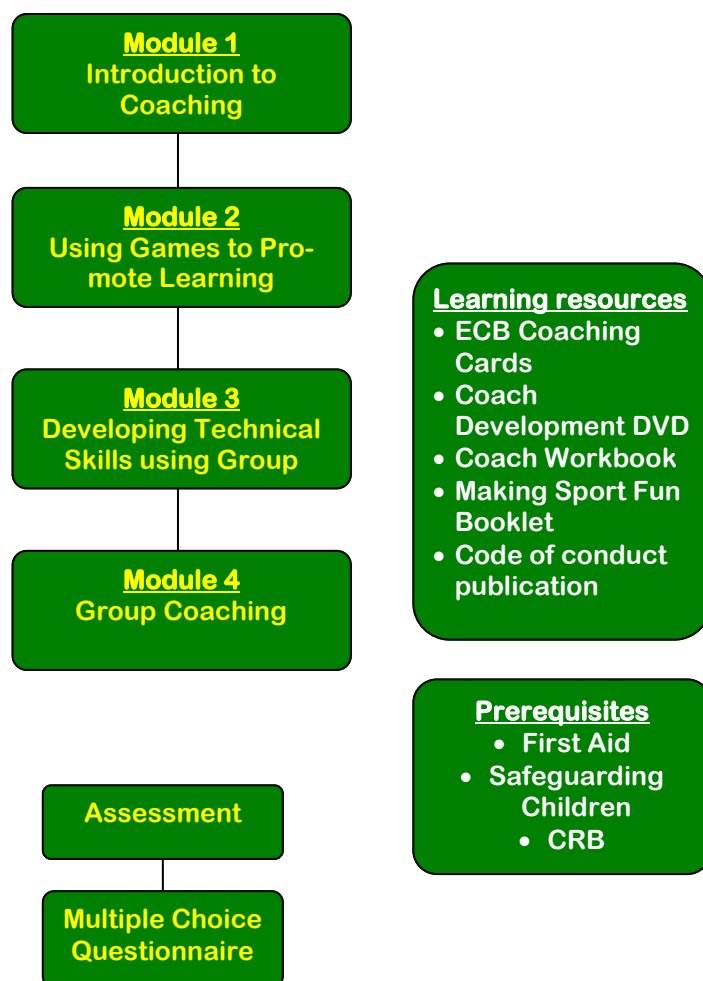 Module 1
Introduction to
Coaching
Module 2
Using Games to Pro-
mote Learning
Module 3
Developing Technical
Skills using Group
Module 4
Group Coaching
Learning resources
• ECB Coaching
Cards
• Coach
Development DVD
• Coach Workbook
• Making Sport Fun
Booklet
• Code of conduct
publication
Prerequisites
• First Aid
• Safeguarding
Children
• CRB
Assessment
Multiple Choice
Questionnaire